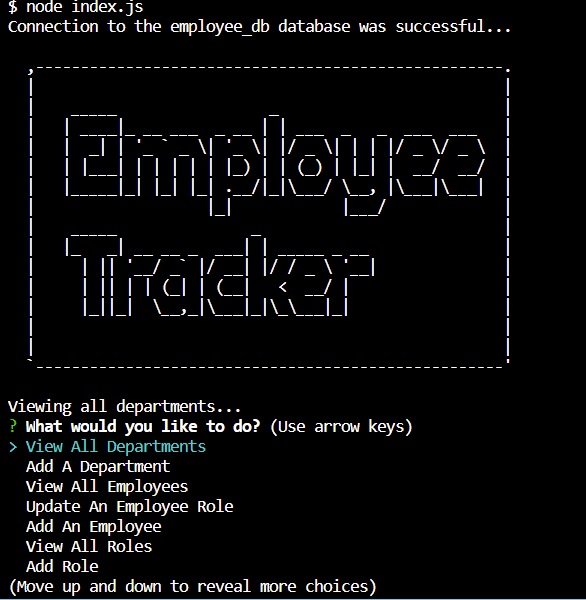 $ node index.js
Connection to the employee_db database was successful...
Employee
Tracker
Viewing all departments...
? What would you like to do? (Use arrow keys)
> View All Departments
Add A Department
View All Employees
Update An Employee Role
Add An Employee
View All Roles
Add Role
(Move up and down to reveal more choices)